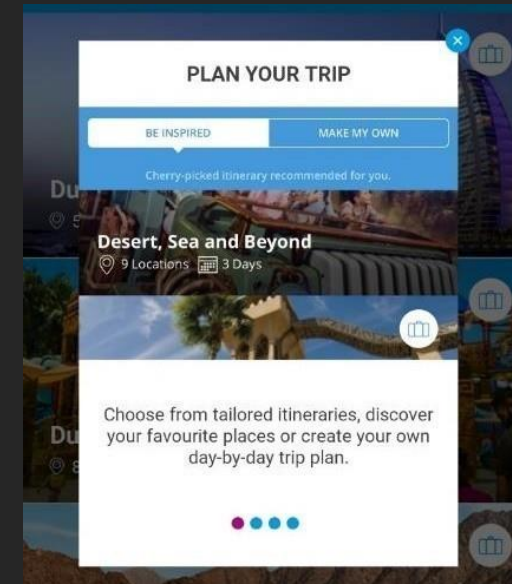 PLAN YOUR TRIP
BE INSPIRED
MAKE MY OWN
Cherry-picked itinerary recommended for you.
Du
5
Desert, Sea and Beyond
9 Locations 3 Days
Choose from tailored itineraries, discover
your favourite places or create your own
day-by-day trip plan.
Du
8